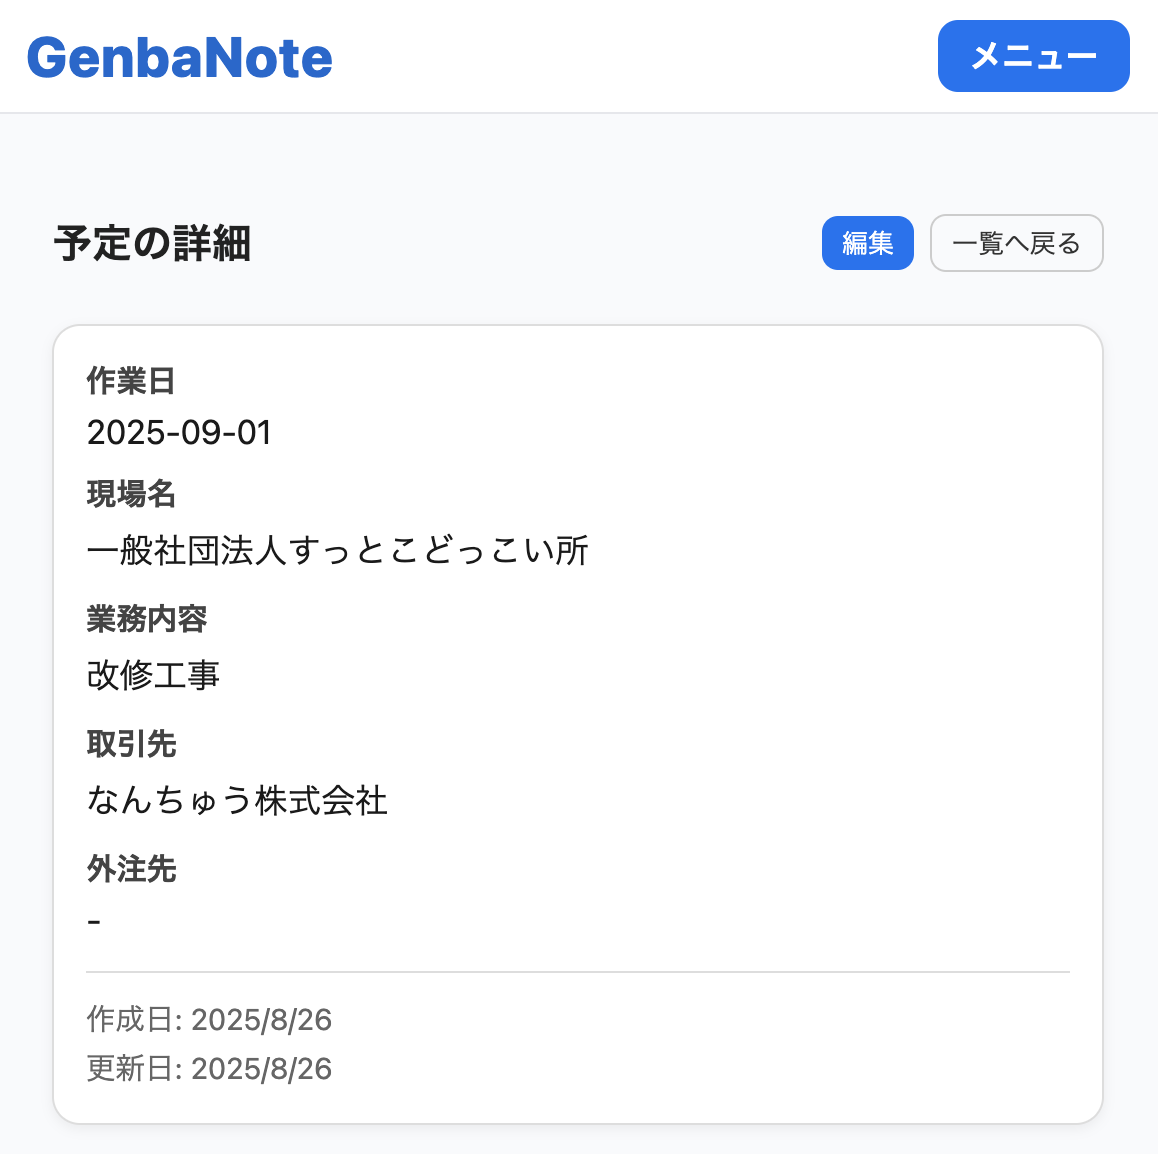 GenbaNote
メニュー
予定の詳細
編集
一覧へ戻る
作業日
2025-09-01
現場名
一般社団法人すっとこどっこい所
業務内容
改修工事
取引先
なんちゅう株式会社
外注先
-
作成日: 2025/8/26
更新日: 2025/8/26